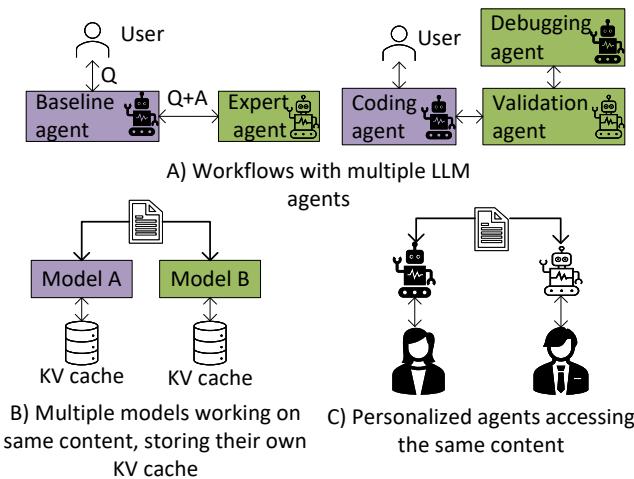 User
Q
Baseline
agent
Q+A
Expert
agent
User
Coding
agent
Debugging
agent
Validation
agent
A) Workflows with multiple LLM
agents
Model A
Model B
KV cache
KV cache
B) Multiple models working on
same content, storing their own
KV cache
C) Personalized agents accessing
the same content